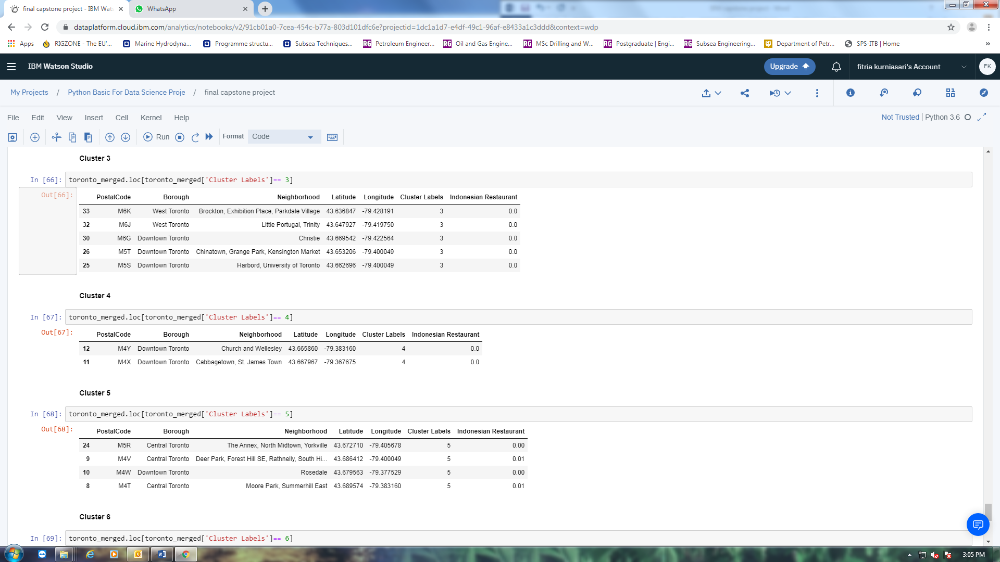 final capstone project - IBM Wats
WhatsApp
dataplatform.cloud.ibm.com/analytics/notebooks/v2/91cb01a0-7cea-454c-b77a-803d101dfc6e?projectid=1dc1a1d7-e4df-49c1-96af-e8433a1c3ddd&context=wdp
Apps RIGZONE - The EU'... Marine Hydrodyna... Programme structu... Subsea Techniques... RG Petroleum Engineer... RG Oil and Gas Engine... RG MSc Drilling and W... RG Postgraduate | Engi... RG Subsea Engineering... Department of Petr... SPS-ITB | Home »
IBM Watson Studio Upgrade fitria kurniasari's Account FK
My Projects / Python Basic For Data Science Proje / final capstone project
File Edit View Insert Cell Kernel Help Not Trusted | Python 3.6
Run Format Code
Cluster 3
In [66]: toronto_merged.loc[toronto_merged['Cluster Labels']== 3]
Out[66]:
PostalCode Borough Neighborhood Latitude Longitude Cluster Labels Indonesian Restaurant
33 M6K West Toronto Brockton, Exhibition Place, Parkdale Village 43.636847 -79.428191 3 0.0
32 M6J West Toronto Little Portugal, Trinity 43.647927 -79.419750 3 0.0
30 M6G Downtown Toronto Christie 43.669542 -79.422564 3 0.0
26 M5T Downtown Toronto Chinatown, Grange Park, Kensington Market 43.653206 -79.400049 3 0.0
25 M5S Downtown Toronto Harbord, University of Toronto 43.662696 -79.400049 3 0.0
Cluster 4
In [67]: toronto_merged.loc[toronto_merged['Cluster Labels']== 4]
Out[67]:
PostalCode Borough Neighborhood Latitude Longitude Cluster Labels Indonesian Restaurant
12 M4Y Downtown Toronto Church and Wellesley 43.665860 -79.383160 4 0.0
11 M4X Downtown Toronto Cabbagetown, St. James Town 43.667967 -79.367675 4 0.0
Cluster 5
In [68]: toronto_merged.loc[toronto_merged['Cluster Labels']== 5]
Out[68]:
PostalCode Borough Neighborhood Latitude Longitude Cluster Labels Indonesian Restaurant
24 M5R Central Toronto The Annex, North Midtown, Yorkville 43.672710 -79.405678 5 0.00
9 M4V Central Toronto Deer Park, Forest Hill SE, Rathnelly, South Hi... 43.686412 -79.400049 5 0.01
10 M4W Downtown Toronto Rosedale 43.679563 -79.377529 5 0.00
8 M4T Central Toronto Moore Park, Summerhill East 43.689574 -79.383160 5 0.01
Cluster 6
In [69]: toronto_merged.loc[toronto_merged['Cluster Labels']== 6]
3:05 PM